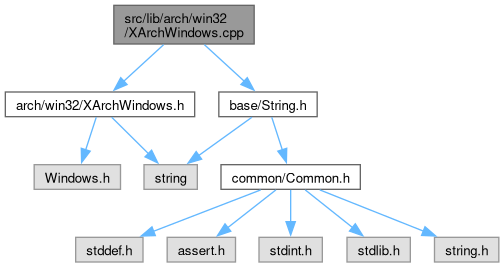 src/lib/arch/win32
/XArchWindows.cpp
arch/win32/XArchWindows.h
base/String.h
Windows.h
string
common/Common.h
stddef.h
assert.h
stdint.h
stdlib.h
string.h